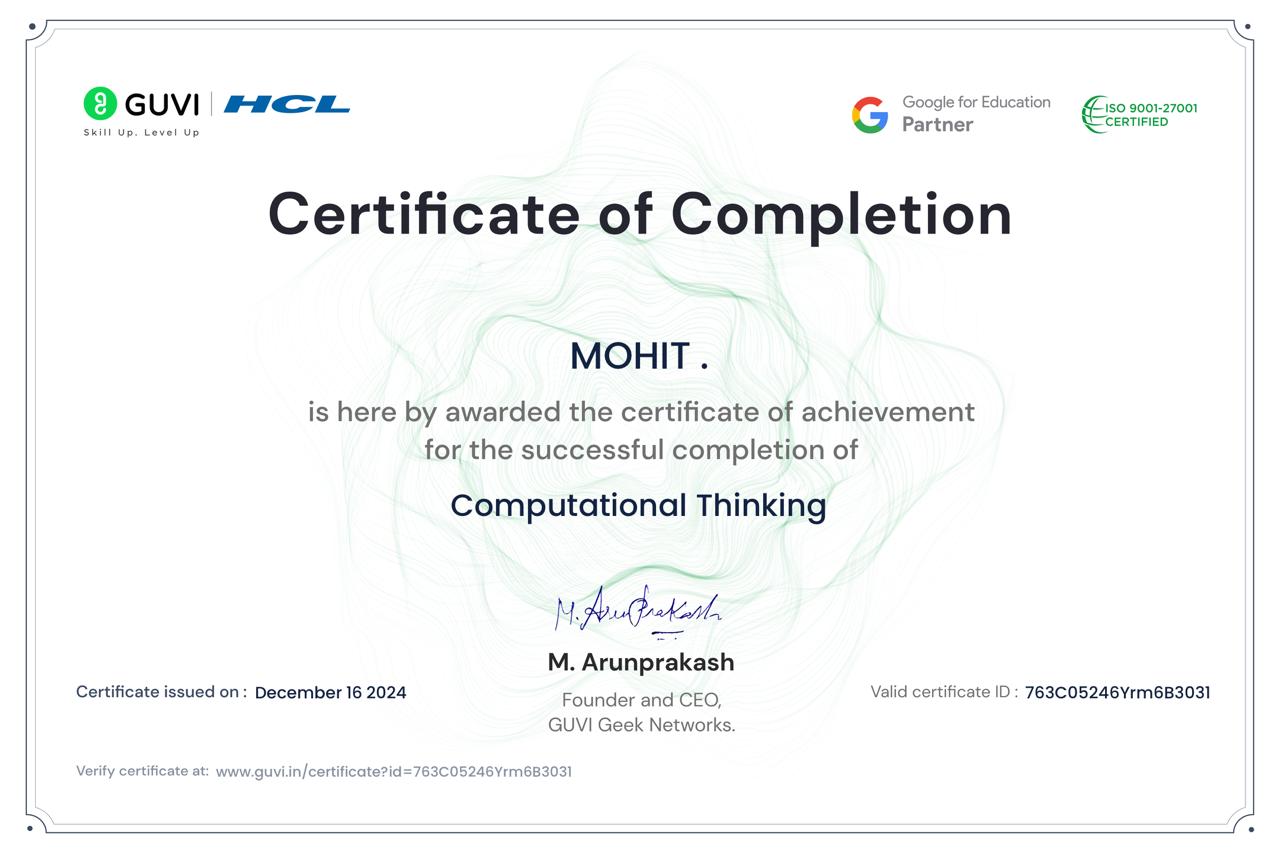 GUVI | HCL
Skill Up. Level Up
Google for Education
Partner
ISO 9001-27001
CERTIFIED
Certificate of Completion
MOHIT .
is here by awarded the certificate of achievement
for the successful completion of
Computational Thinking
M. Arunprakash
M. Arunprakash
Founder and CEO,
GUVI Geek Networks.
Certificate issued on : December 16 2024
Valid certificate ID : 763C05246Yrm6B3031
Verify certificate at: www.guvi.in/certificate?id=763C05246Yrm6B3031